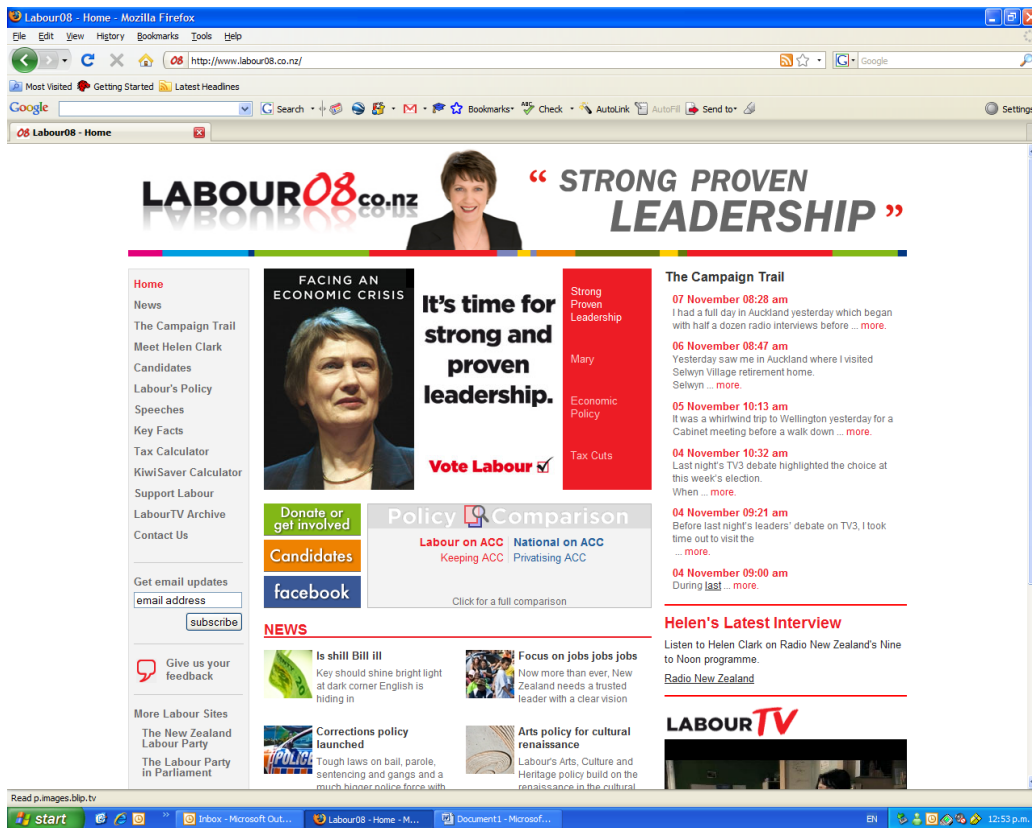 Labour08 - Home - Mozilla Firefox
File Edit View History Bookmarks Tools Help
08 http://www.labour08.co.nz/ G Google
Most Visited Getting Started Latest Headlines
Google G Search Bookmarks ABC Check AutoLink AutoFill Send to Settings
08 Labour08 - Home
LABOUR08.co.nz
“ STRONG PROVEN
LEADERSHIP ”
Home
News
The Campaign Trail
Meet Helen Clark
Candidates
Labour's Policy
Speeches
Key Facts
Tax Calculator
KiwiSaver Calculator
Support Labour
LabourTV Archive
Contact Us
Get email updates
email address
subscribe
Give us your
feedback
More Labour Sites
The New Zealand
Labour Party
The Labour Party
in Parliament
FACING AN
ECONOMIC CRISIS
It's time for
strong and
proven
leadership.
Vote Labour
Strong
Proven
Leadership
Mary
Economic
Policy
Tax Cuts
Donate or
get involved
Candidates
facebook
Policy Comparison
Labour on ACC National on ACC
Keeping ACC Privatising ACC
Click for a full comparison
NEWS
Is shill Bill ill
Key should shine bright light
at dark corner English is
hiding in
Focus on jobs jobs jobs
Now more than ever, New
Zealand needs a trusted
leader with a clear vision
POLICE
Corrections policy
launched
Tough laws on bail, parole,
sentencing and gangs and a
much bigger police force with
Arts policy for cultural
renaissance
Labour's Arts, Culture and
Heritage policy build on the
renaissance in the cultural
The Campaign Trail
07 November 08:28 am
I had a full day in Auckland yesterday which began
with half a dozen radio interviews before ... more.
06 November 08:47 am
Yesterday saw me in Auckland where I visited
Selwyn Village retirement home.
Selwyn ... more.
05 November 10:13 am
It was a whirlwind trip to Wellington yesterday for a
Cabinet meeting before a walk down ... more.
04 November 10:32 am
Last night's TV3 debate highlighted the choice at
this week's election.
When ... more.
04 November 09:21 am
Before last night's leaders' debate on TV3, I took
time out to visit the
... more.
04 November 09:00 am
During last ... more.
Helen's Latest Interview
Listen to Helen Clark on Radio New Zealand's Nine
to Noon programme.
Radio New Zealand
LABOUR TV
Read p.images.blip.tv
start Inbox - Microsoft Out... Labour08 - Home - M... Document1 - Microsof... EN 12:53 p.m.